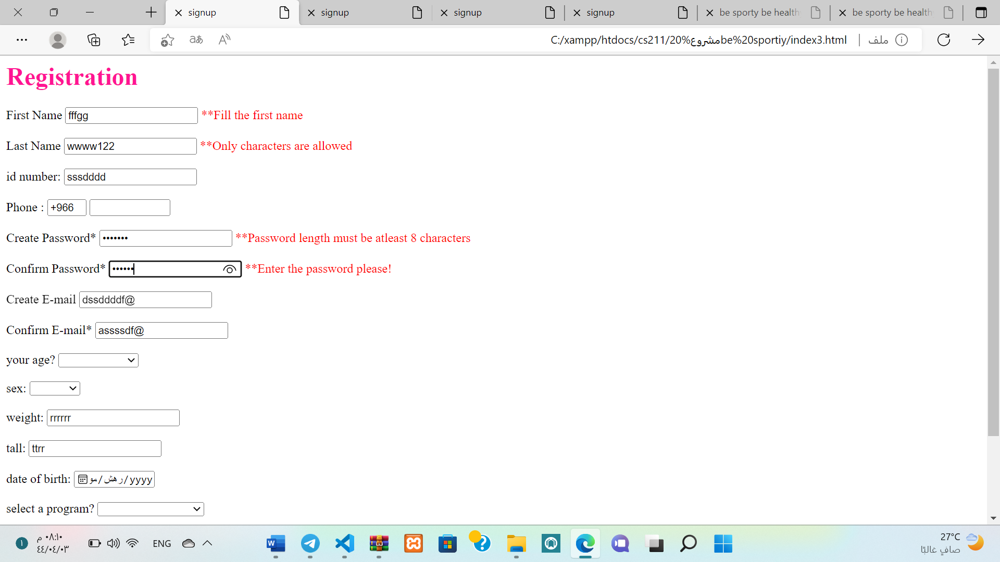 signup
signup
signup
signup
be sporty be health
be sporty be health
C:/xampp/htdocs/cs211/20%مشروعbe%20sportiy/index3.html
ملف
Registration
First Name fffgg **Fill the first name
Last Name wwww122 **Only characters are allowed
id number: sssdddd
Phone : +966
Create Password* ••••••• **Password length must be atleast 8 characters
Confirm Password* •••••• **Enter the password please!
Create E-mail dssddddf@
Confirm E-mail* assssdf@
your age?
sex:
weight: rrrrrr
tall: ttrr
date of birth: مو/رهش/yyyy
select a program?
١
٠٨:١٠ م
٤٤/٠٤/٠٣
ENG
27°C
صافٍ غالبًا